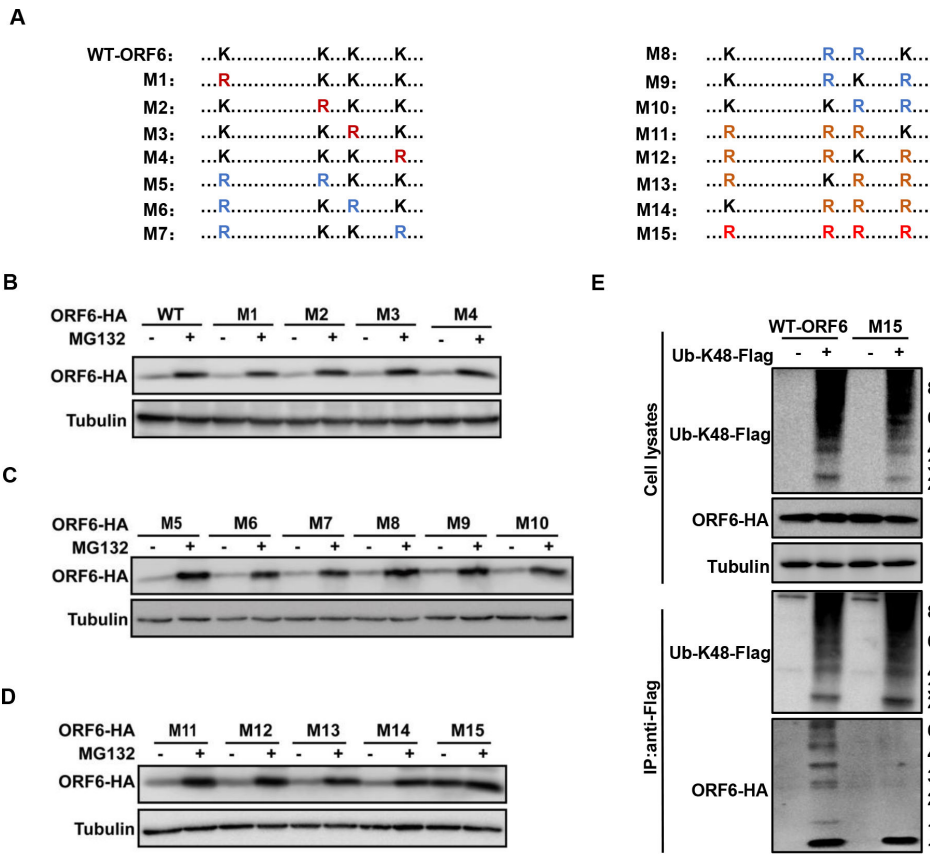 A
WT-ORF6: ...K..............K....K......K...
M1: ...R..............K....K......K...
M2: ...K..............R....K......K...
M3: ...K..............K....R......K...
M4: ...K..............K....K......R...
M5: ...R..............R....K......K...
M6: ...R..............K....R......K...
M7: ...R..............K....K......R...
M8: ...K..............R....R......K...
M9: ...K..............R....K......R...
M10: ...K..............K....R......R...
M11: ...R..............R....R......K...
M12: ...R..............R....K......R...
M13: ...R..............K....R......R...
M14: ...K..............R....R......R...
M15: ...R..............R....R......R...
B
ORF6-HA WT M1 M2 M3 M4
MG132 - + - + - + - + - +
ORF6-HA
Tubulin
C
ORF6-HA M5 M6 M7 M8 M9 M10
MG132 - + - + - + - + - + - +
ORF6-HA
Tubulin
D
ORF6-HA M11 M12 M13 M14 M15
MG132 - + - + - + - + - +
ORF6-HA
Tubulin
E
WT-ORF6 M15
Ub-K48-Flag - + - +
Cell lysates
Ub-K48-Flag
ORF6-HA
Tubulin
IP:anti-Flag
Ub-K48-Flag
ORF6-HA